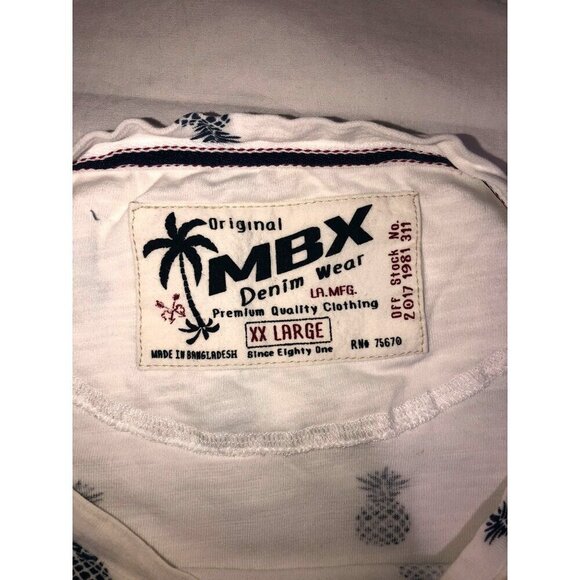 Original
MBX
Denim Wear
LA.MFG.
Premium Quality Clothing
XX LARGE
MADE IN BANGLADESH Since Eighty One RN# 75670
Off Stock No.
2017 1981 311